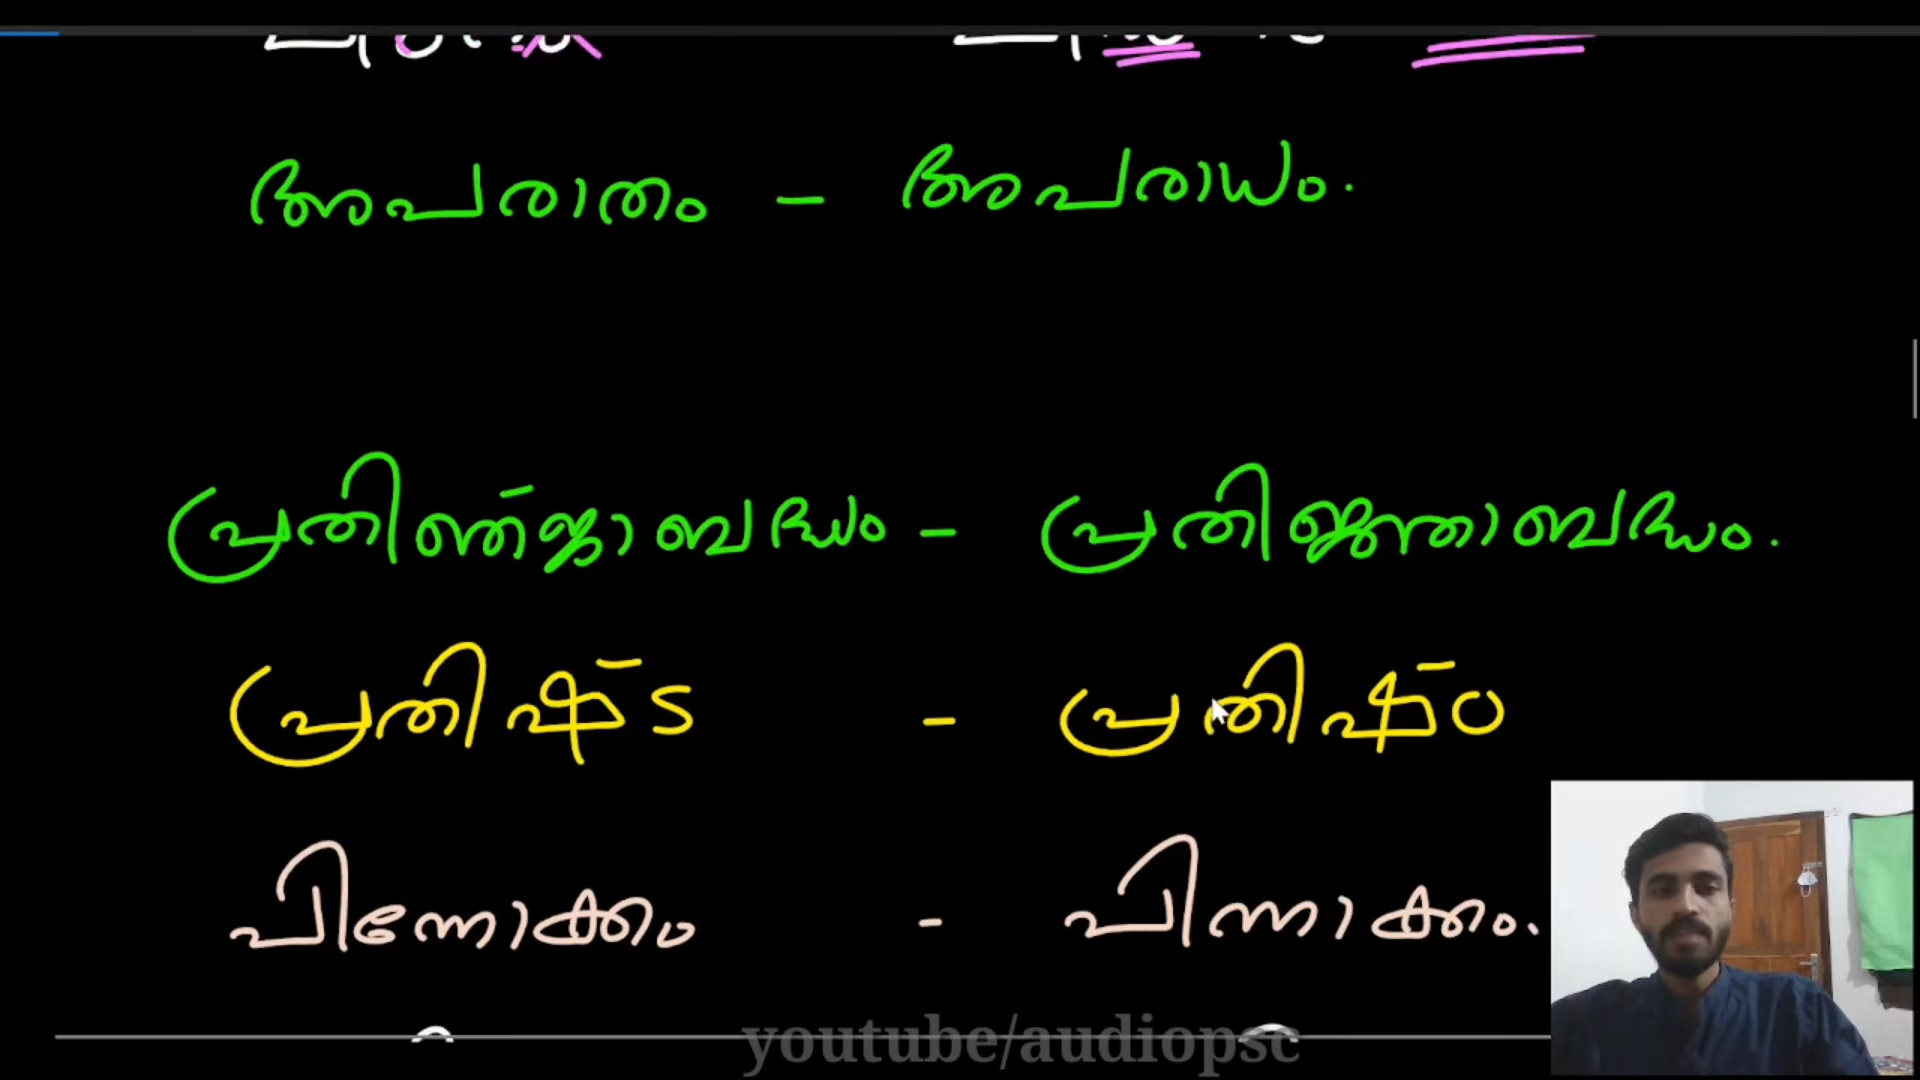 അപരാതം - അപരാധം.
പ്രതിഞ്ജാബദ്ധം - പ്രതിജ്ഞാബദ്ധം.
പ്രതിഷ്ട - പ്രതിഷ്ഠ
പിന്നോക്കം - പിന്നാക്കം.
youtube/audiopsc